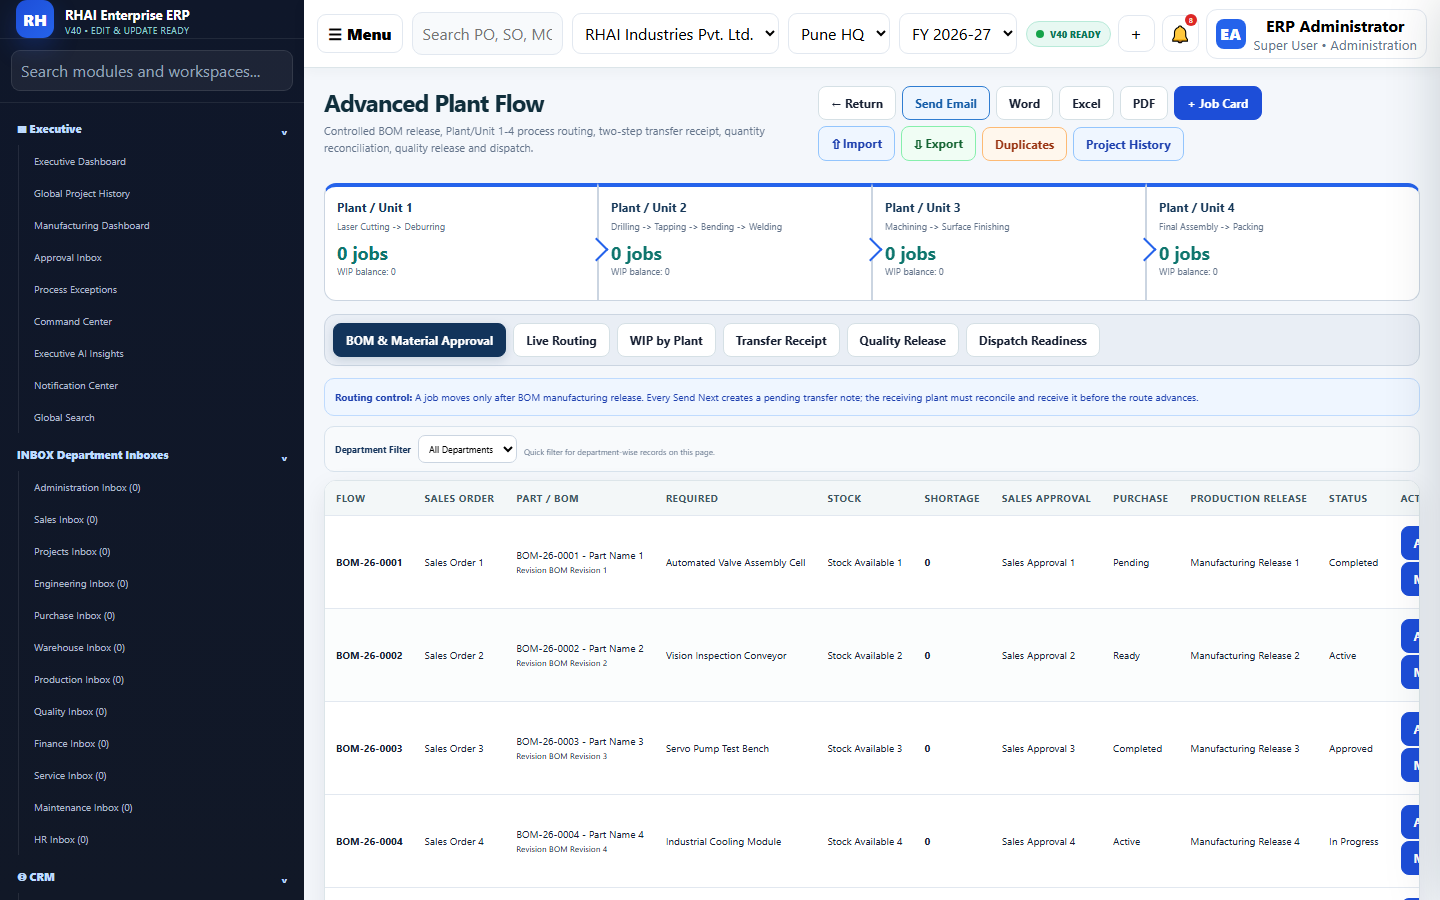 RH
RHAI Enterprise ERP
V40 • EDIT & UPDATE READY
Search modules and workspaces...
Executive
Executive Dashboard
Global Project History
Manufacturing Dashboard
Approval Inbox
Process Exceptions
Command Center
Executive AI Insights
Notification Center
Global Search
INBOX Department Inboxes
Administration Inbox (0)
Sales Inbox (0)
Projects Inbox (0)
Engineering Inbox (0)
Purchase Inbox (0)
Warehouse Inbox (0)
Production Inbox (0)
Quality Inbox (0)
Finance Inbox (0)
Service Inbox (0)
Maintenance Inbox (0)
HR Inbox (0)
CRM
☰ Menu
Search PO, SO, MC
RHAI Industries Pvt. Ltd.
Pune HQ
FY 2026-27
V40 READY
+
8
EA
ERP Administrator
Super User • Administration
Advanced Plant Flow
Controlled BOM release, Plant/Unit 1-4 process routing, two-step transfer receipt, quantity
reconciliation, quality release and dispatch.
← Return
Send Email
Word
Excel
PDF
+ Job Card
⇧ Import
⇩ Export
Duplicates
Project History
Plant / Unit 1
Laser Cutting -> Deburring
0 jobs
WIP balance: 0
Plant / Unit 2
Drilling -> Tapping -> Bending -> Welding
0 jobs
WIP balance: 0
Plant / Unit 3
Machining -> Surface Finishing
0 jobs
WIP balance: 0
Plant / Unit 4
Final Assembly -> Packing
0 jobs
WIP balance: 0
BOM & Material Approval
Live Routing
WIP by Plant
Transfer Receipt
Quality Release
Dispatch Readiness
Routing control: A job moves only after BOM manufacturing release. Every Send Next creates a pending transfer note; the receiving plant must reconcile and receive it before the route advances.
Department Filter
All Departments
Quick filter for department-wise records on this page.
FLOW SALES ORDER PART / BOM REQUIRED STOCK SHORTAGE SALES APPROVAL PURCHASE PRODUCTION RELEASE STATUS ACT
BOM-26-0001 Sales Order 1 BOM-26-0001 - Part Name 1 Automated Valve Assembly Cell Stock Available 1 0 Sales Approval 1 Pending Manufacturing Release 1 Completed
Revision BOM Revision 1
BOM-26-0002 Sales Order 2 BOM-26-0002 - Part Name 2 Vision Inspection Conveyor Stock Available 2 0 Sales Approval 2 Ready Manufacturing Release 2 Active
Revision BOM Revision 2
BOM-26-0003 Sales Order 3 BOM-26-0003 - Part Name 3 Servo Pump Test Bench Stock Available 3 0 Sales Approval 3 Completed Manufacturing Release 3 Approved
Revision BOM Revision 3
BOM-26-0004 Sales Order 4 BOM-26-0004 - Part Name 4 Industrial Cooling Module Stock Available 4 0 Sales Approval 4 Active Manufacturing Release 4 In Progress
Revision BOM Revision 4